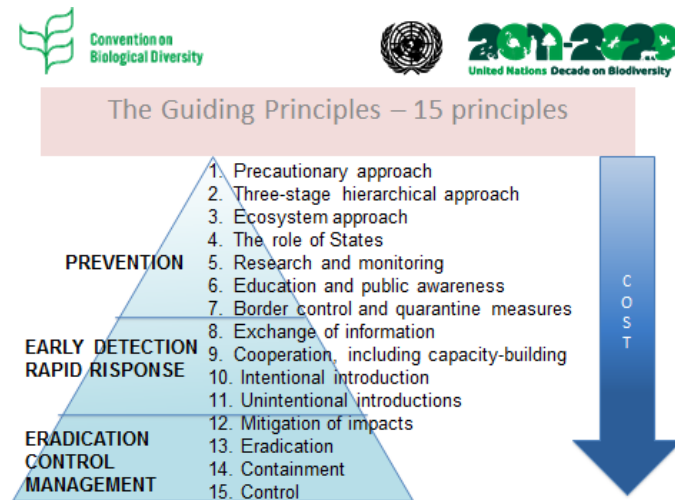 Convention on
Biological Diversity
2011-2020
United Nations Decade on Biodiversity
The Guiding Principles – 15 principles
1. Precautionary approach
2. Three-stage hierarchical approach
3. Ecosystem approach
4. The role of States
PREVENTION
5. Research and monitoring
6. Education and public awareness
7. Border control and quarantine measures
8. Exchange of information
EARLY DETECTION
RAPID RISPONSE
9. Cooperation, including capacity-building
10. Intentional introduction
11. Unintentional introductions
12. Mitigation of impacts
ERADICATION
CONTROL
MANAGEMENT
13. Eradication
14. Containment
15. Control
COST